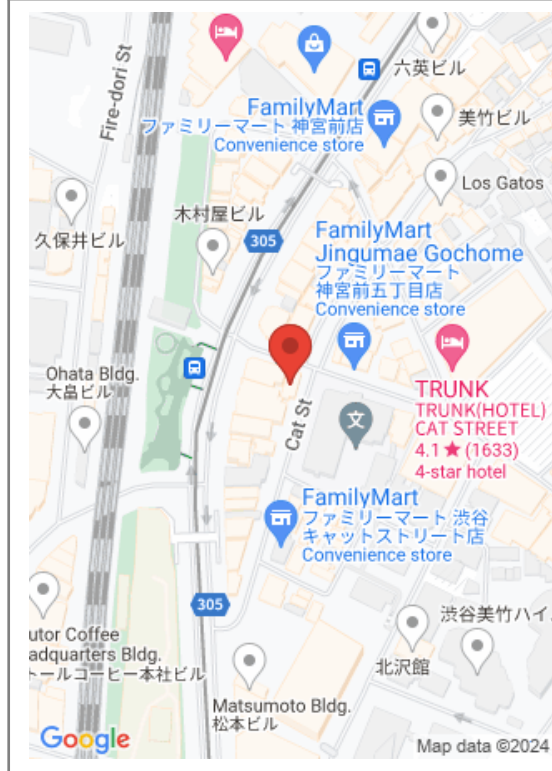 Fire-dori St
六英ビル
FamilyMart
ファミリーマート 神宮前店
Convenience store
美竹ビル
Los Gatos
久保井ビル
木村屋ビル
305
FamilyMart
Jingumae Gochome
ファミリーマート
神宮前五丁目店
Convenience store
Ohata Bldg.
大畠ビル
TRUNK
TRUNK(HOTEL)
CAT STREET
4.1★ (1633)
4-star hotel
Cat St
文
FamilyMart
ファミリーマート 渋谷
キャットストリート店
Convenience store
305
utor Coffee
adquarters Bldg.
トールコーヒー本社ビル
渋谷美竹ハイ
北沢館
Matsumoto Bldg.
松本ビル
Google
Map data ©2024